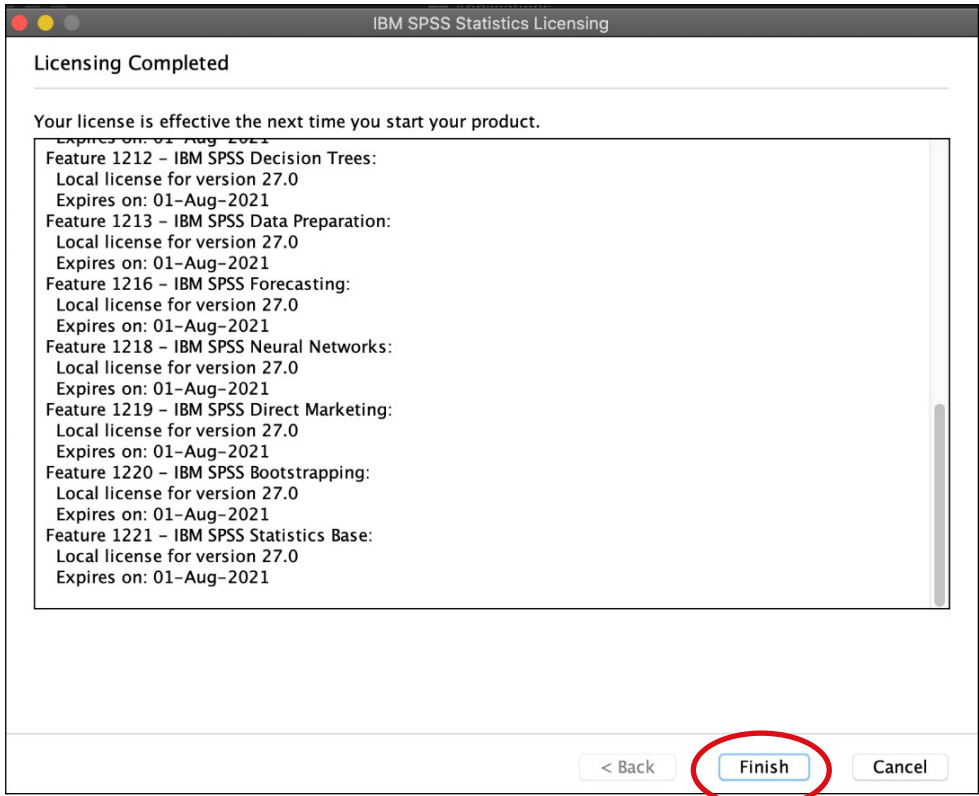 IBM SPSS Statistics Licensing
Licensing Completed
Your license is effective the next time you start your product.
Expires on: 01-Aug-2021
Feature 1212 – IBM SPSS Decision Trees:
Local license for version 27.0
Expires on: 01-Aug-2021
Feature 1213 – IBM SPSS Data Preparation:
Local license for version 27.0
Expires on: 01-Aug-2021
Feature 1216 – IBM SPSS Forecasting:
Local license for version 27.0
Expires on: 01-Aug-2021
Feature 1218 – IBM SPSS Neural Networks:
Local license for version 27.0
Expires on: 01-Aug-2021
Feature 1219 – IBM SPSS Direct Marketing:
Local license for version 27.0
Expires on: 01-Aug-2021
Feature 1220 – IBM SPSS Bootstrapping:
Local license for version 27.0
Expires on: 01-Aug-2021
Feature 1221 – IBM SPSS Statistics Base:
Local license for version 27.0
Expires on: 01-Aug-2021
< Back Finish Cancel